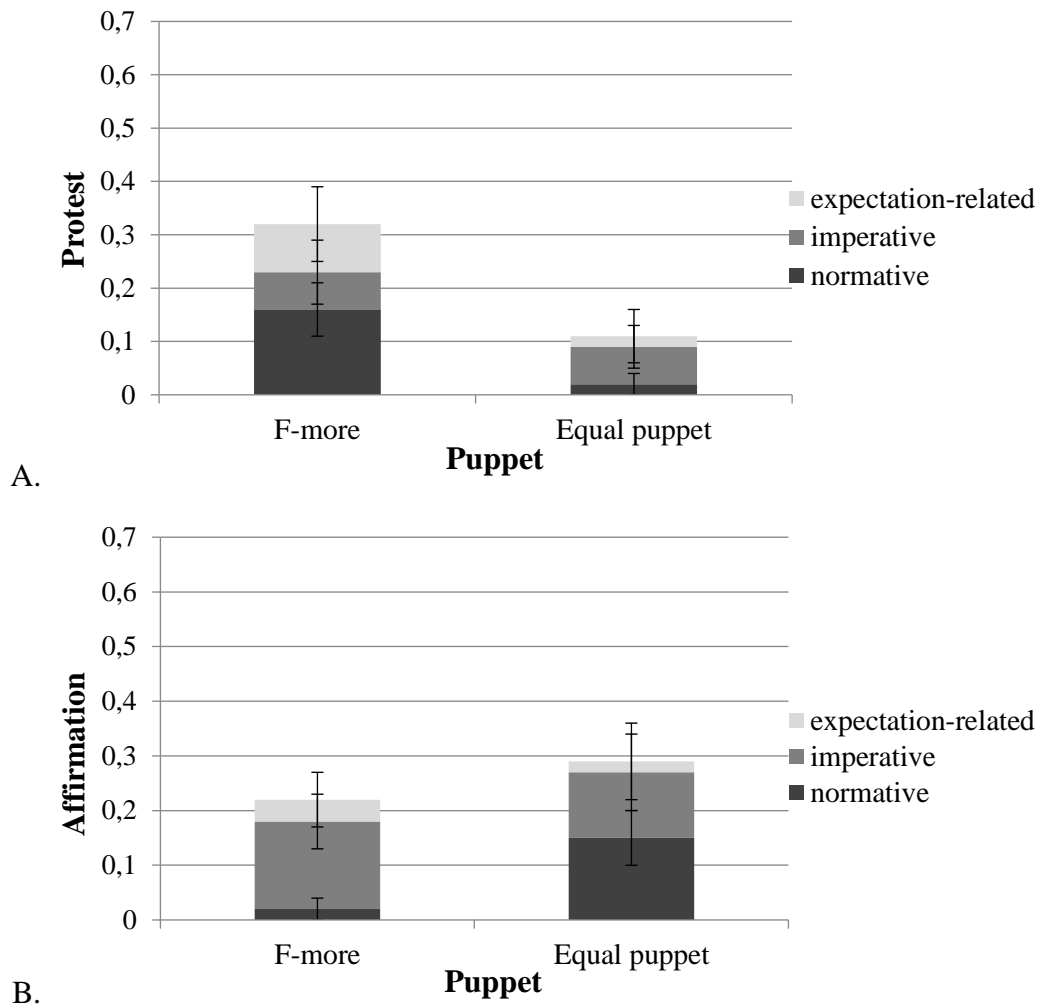 0,7
0,6
0,5
0,4
0,3
0,2
0,1
0
Protest
expectation-related
imperative
normative
F-more
Equal puppet
Puppet
A.
0,7
0,6
0,5
0,4
0,3
0,2
0,1
0
Affirmation
expectation-related
imperative
normative
F-more
Equal puppet
Puppet
B.